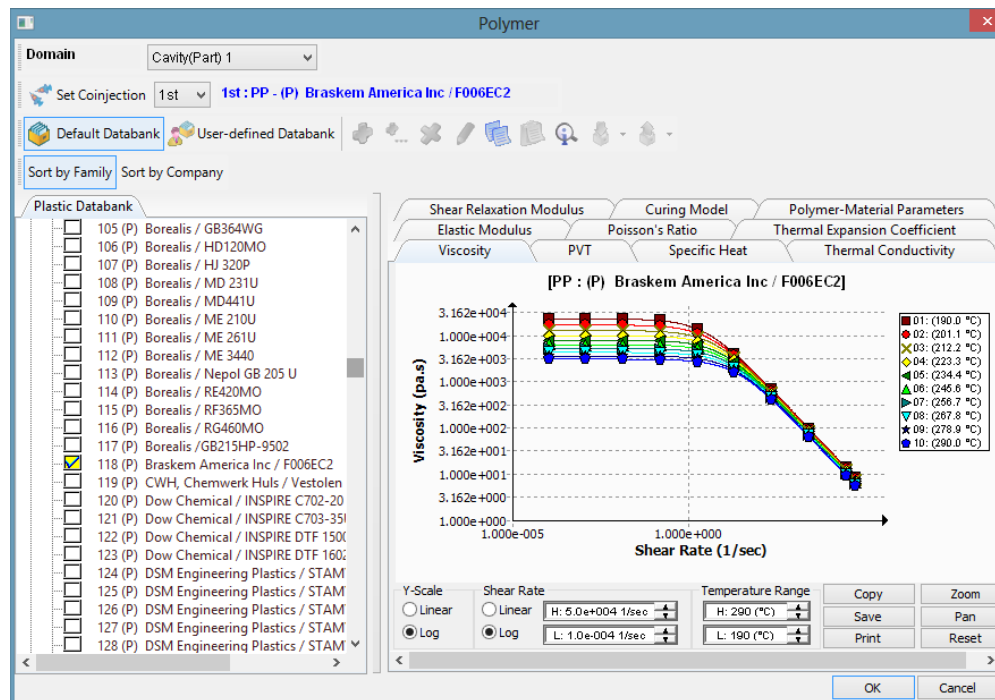 Polymer
Domain
Cavity(Part) 1
Set Coinjection 1st 1st : PP - (P) Braskem America Inc / F006EC2
Default Databank User-defined Databank
Sort by Family Sort by Company
Plastic Databank
105 (P) Borealis / GB364WG
106 (P) Borealis / HD120MO
107 (P) Borealis / HJ 320P
108 (P) Borealis / MD 231U
109 (P) Borealis / MD441U
110 (P) Borealis / ME 210U
111 (P) Borealis / ME 261U
112 (P) Borealis / ME 3440
113 (P) Borealis / Nepol GB 205 U
114 (P) Borealis / RE420MO
115 (P) Borealis / RF365MO
116 (P) Borealis / RG460MO
117 (P) Borealis /GB215HP-9502
118 (P) Braskem America Inc / F006EC2
119 (P) CWH, Chemwerk Huls / Vestolen
120 (P) Dow Chemical / INSPIRE C702-20
121 (P) Dow Chemical / INSPIRE C703-35
122 (P) Dow Chemical / INSPIRE DTF 150
123 (P) Dow Chemical / INSPIRE DTF 160
124 (P) DSM Engineering Plastics / STAM
125 (P) DSM Engineering Plastics / STAM
126 (P) DSM Engineering Plastics / STAM
127 (P) DSM Engineering Plastics / STAM
128 (P) DSM Engineering Plastics / STAM
Shear Relaxation Modulus Curing Model Polymer-Material Parameters
Elastic Modulus Poisson's Ratio Thermal Expansion Coefficient
Viscosity PVT Specific Heat Thermal Conductivity
[PP : (P) Braskem America Inc / F006EC2]
Viscosity (pa.s)
3.162e+004
1.000e+004
3.162e+003
1.000e+003
3.162e+002
1.000e+002
3.162e+001
1.000e+001
3.162e+000
1.000e+000
1.000e-005 1.000e+000
Shear Rate (1/sec)
01: (190.0 °C)
02: (201.1 °C)
03: (212.2 °C)
04: (223.3 °C)
05: (234.4 °C)
06: (245.6 °C)
07: (256.7 °C)
08: (267.8 °C)
09: (278.9 °C)
10: (290.0 °C)
Y-Scale Shear Rate Temperature Range
Linear Linear H: 5.0e+004 1/sec H: 290 (°C)
Log Log L: 1.0e-004 1/sec L: 190 (°C)
Copy Zoom
Save Pan
Print Reset
OK Cancel